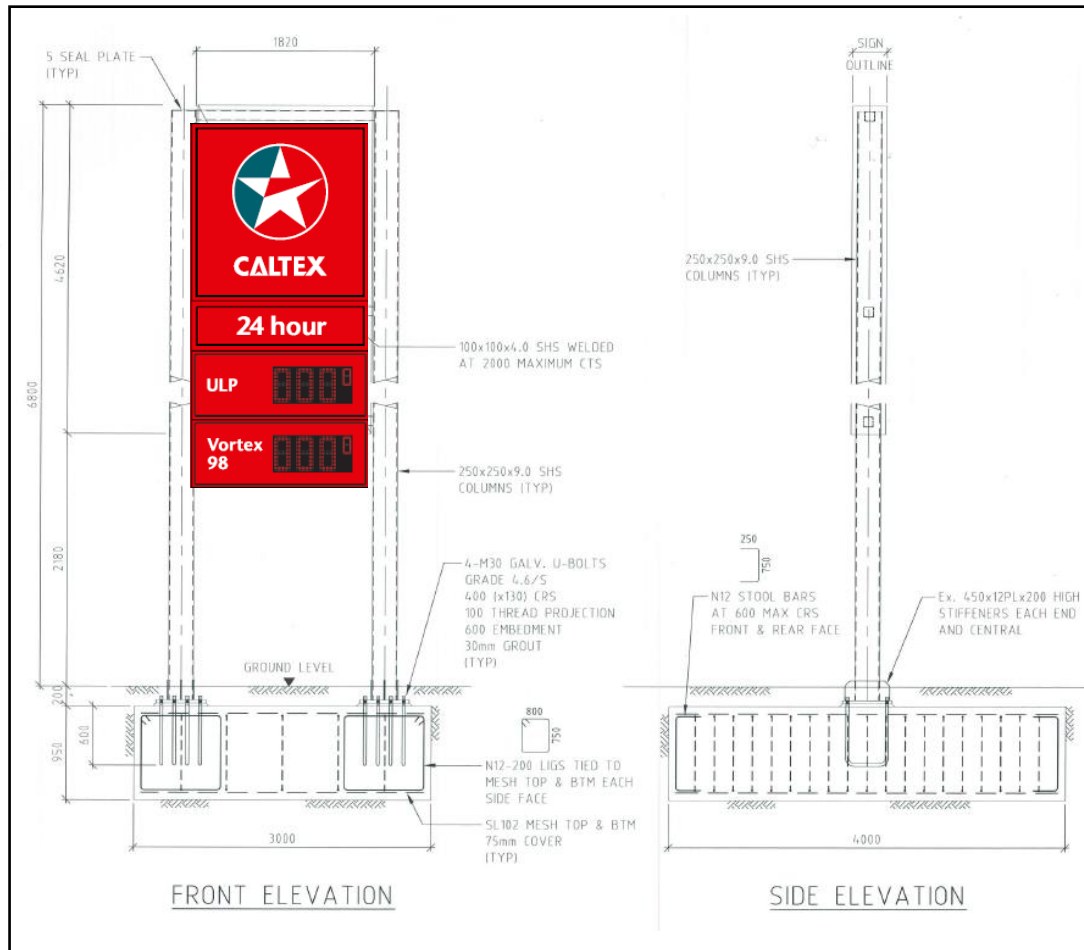 1820
5 SEAL PLATE
(TYP)
SIGN
OUTLINE
CALTEX
4620
250x250x9.0 SHS
COLUMNS (TYP)
24 hour
100x100x4.0 SHS WELDED
AT 2000 MAXIMUM CTS
6800
ULP
000 0
Vortex
98
000 0
250x250x9.0 SHS
COLUMNS (TYP)
2180
4-M30 GALV. U-BOLTS
GRADE 4.6/S
400 (x130) CRS
100 THREAD PROJECTION
600 EMBEDMENT
30mm GROUT
(TYP)
250
750
N12 STOOL BARS
AT 600 MAX CRS
FRONT & REAR FACE
Ex. 450x12PLx200 HIGH
STIFFENERS EACH END
AND CENTRAL
GROUND LEVEL
200
600
950
800
750
N12-200 LIGS TIED TO
MESH TOP & BTM EACH
SIDE FACE
SL102 MESH TOP & BTM
75mm COVER
(TYP)
3000
4000
FRONT ELEVATION
SIDE ELEVATION